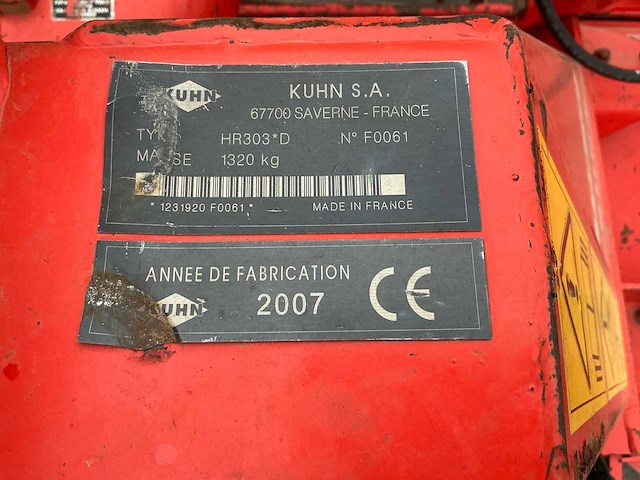 KUHN
KUHN S.A.
67700 SAVERNE - FRANCE
HR303*D N° F0061
1320 kg
* 1231920 F0061 * MADE IN FRANCE
ANNEE DE FABRICATION
KUHN
2007 CE